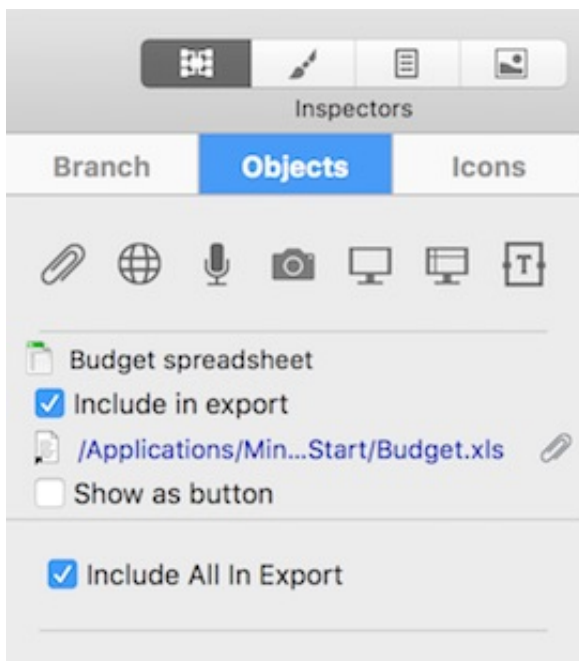 Inspectors
Branch Objects Icons
T
Budget spreadsheet
Include in export
/Applications/Min...Start/Budget.xls
Show as button
Include All In Export